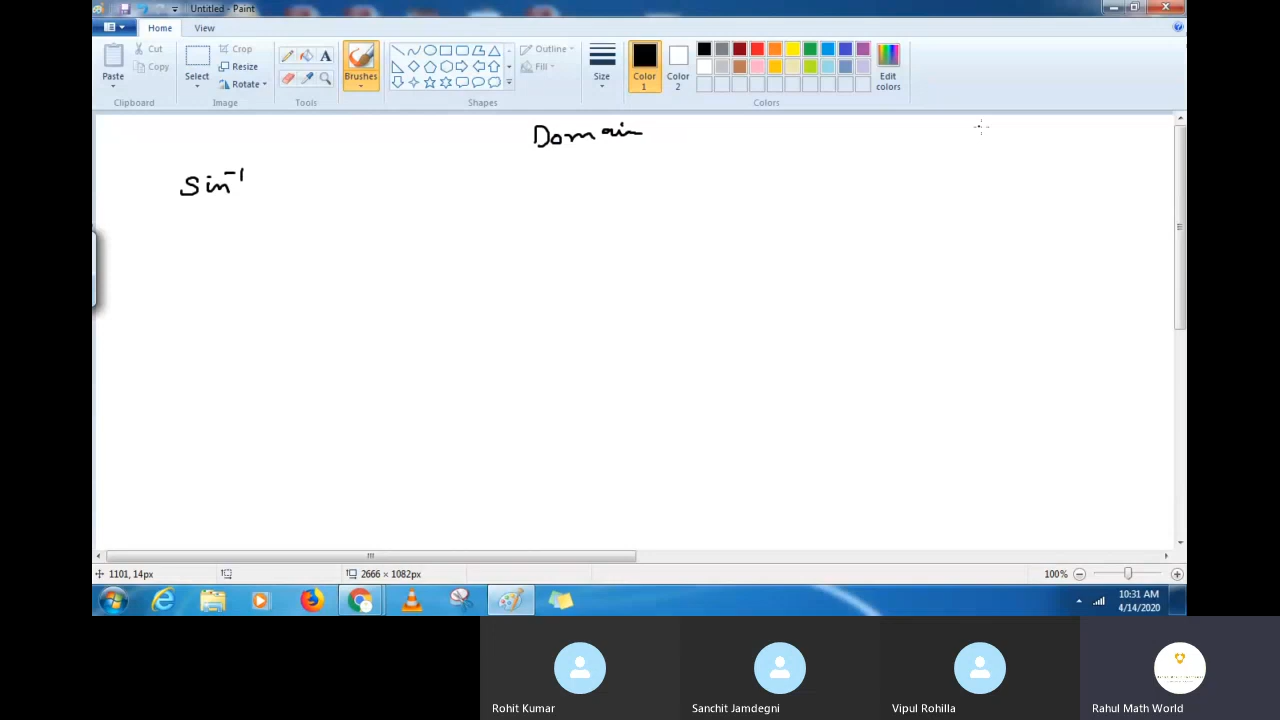 Untitled - Paint
Home View
Paste Cut Copy Select Crop Resize Rotate A Brushes Outline Fill Size Color 1 Color 2 Edit colors
Clipboard Image Tools Shapes Colors
Domain
Sin⁻¹
1101, 14px 2666 × 1082px 100%
10:31 AM
4/14/2020
Rohit Kumar Sanchit Jamdegni Vipul Rohilla Rahul Math World